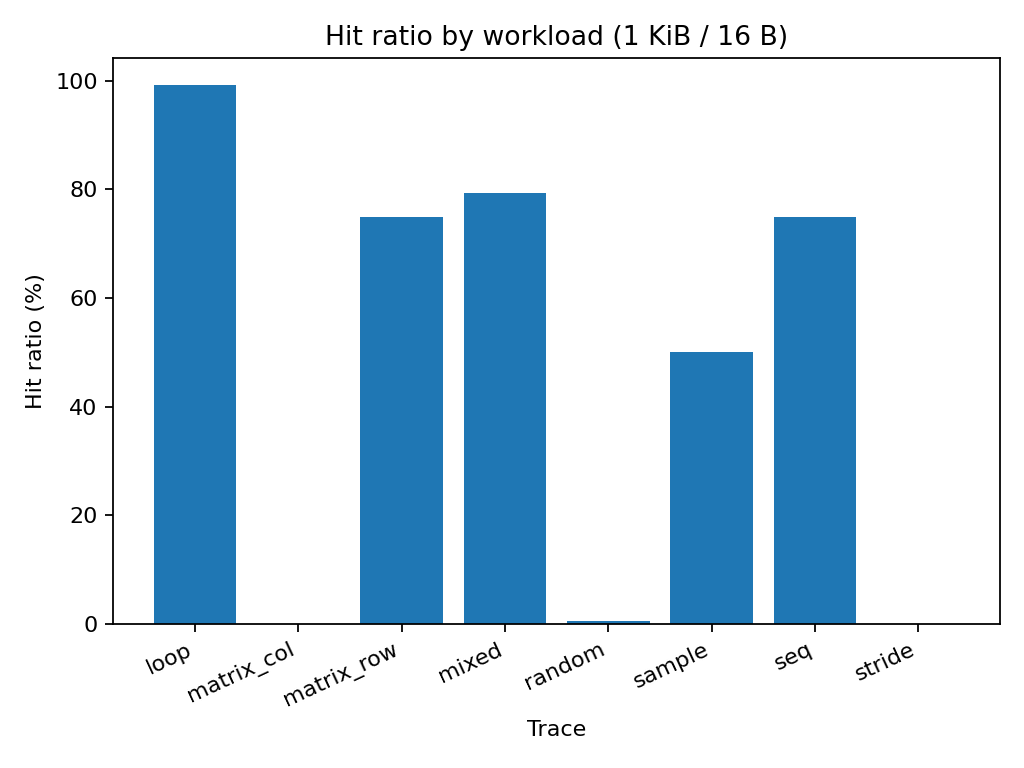 Hit ratio by workload (1 KiB / 16 B)
Hit ratio (%)
100
80
60
40
20
0
loop
matrix_col
matrix_row
mixed
random
sample
seq
stride
Trace